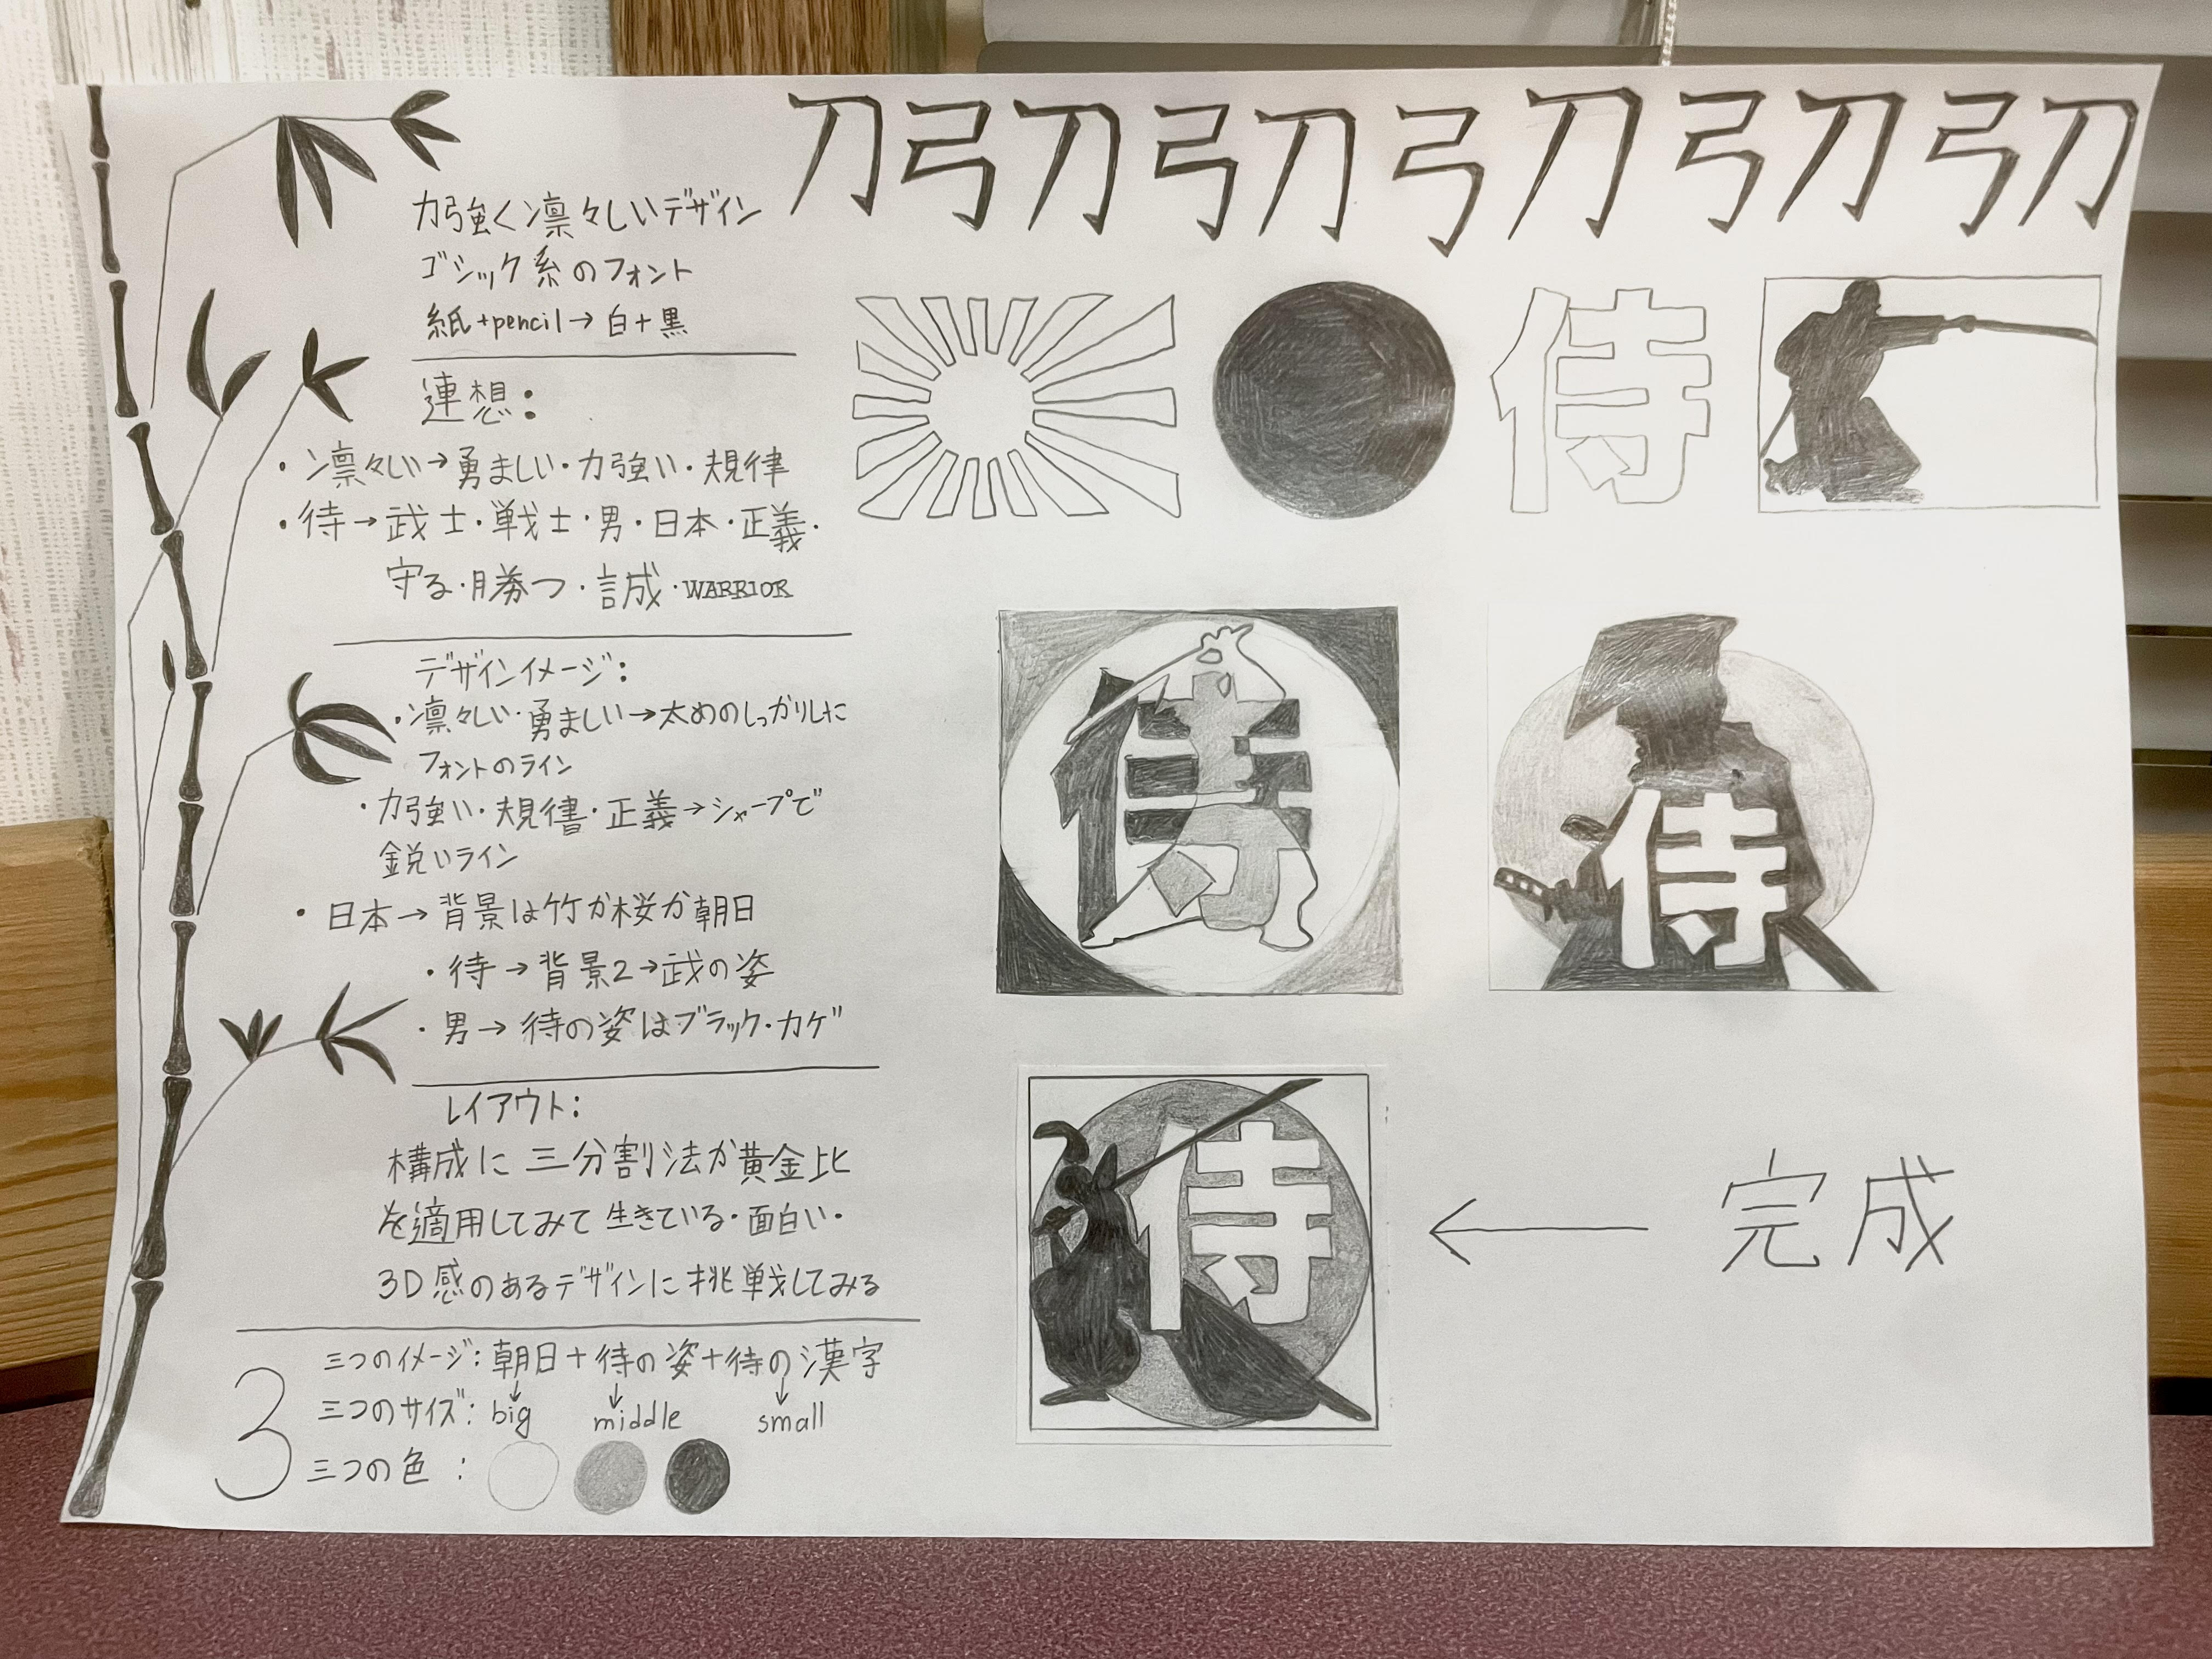 刀弓刀弓刀弓刀弓刀弓刀
力強く凛々しいデザイン
ゴシック系のフォント
紙+pencil→白+黒
連想:
・凛々しい→勇ましい・力強い・規律
・待→武士・戦士・男・日本・正義・
守る・勝つ・誠・WARRIOR
デザインイメージ:
・凛々しい・勇ましい→太めのしっかりした
フォントのライン
・力強い・規律・正義→シャープで
鋭いライン
・日本→背景は竹か桜か朝日
・待→背景2→武の姿
・男→待の姿はブラック・カゲ
レイアウト:
構成に三分割法か黄金比
を適用してみて生きている・面白い・
3D感のあるデザインに挑戦してみる
3
三つのイメージ:朝日+待の姿+待の漢字
↓ ↓ ↓
三つのサイズ:big middle small
三つの色:
侍
侍
侍
侍
← 完成